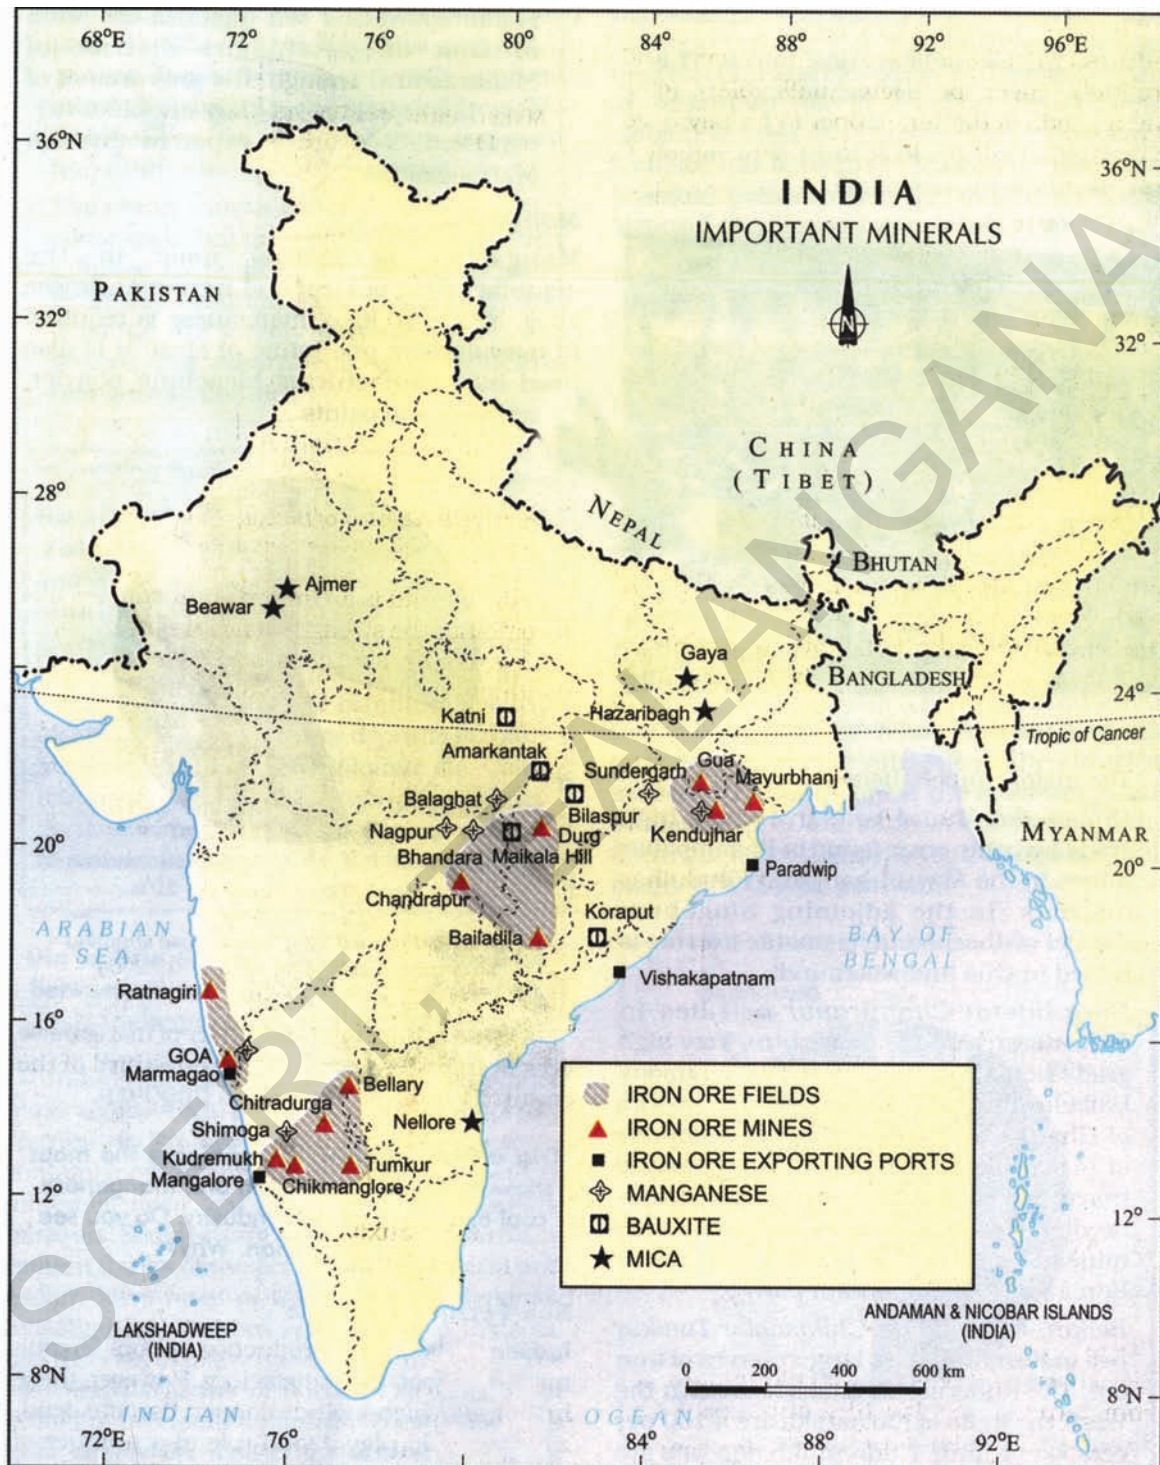 68°E 72° 76° 80° 84° 88° 92° 96°E
36°N
36°N
INDIA
IMPORTANT MINERALS
PAKISTAN
N
32°
32°
CHINA
(TIBET)
28°
NEPAL
BHUTAN
Ajmer
Beawar
Gaya
BANGLADESH
24°
Katni
Hazaribagh
Tropic of Cancer
Amarkantak
Sundergarh
Gua
Mayurbhanj
Balaghat
Bilaspur
Nagpur
Durg
Kendujhar
MYANMAR
20°
Bhandara
Maikala Hill
Paradwip
20°
Chandrapur
Koraput
ARABIAN
SEA
Bailadila
BAY OF
BENGAL
Vishakapatnam
Ratnagiri
16°
GOA
Marmagao
Bellary
IRON ORE FIELDS
Chitradurga
Shimoga
Nellore
IRON ORE MINES
Kudremukh
Tumkur
IRON ORE EXPORTING PORTS
Mangalore
Chikmanglore
12°
MANGANESE
12°
BAUXITE
MICA
LAKSHADWEEP
(INDIA)
ANDAMAN & NICOBAR ISLANDS
(INDIA)
8°N
0 200 400 600 km
8°N
INDIAN OCEAN
72°E 76° 84° 88° 92°E
SCERT, TELANGANA